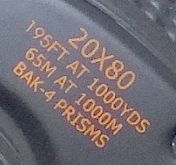 20X80
195FT AT 1000YDS
65M AT 1000M
BAK-4 PRISMS